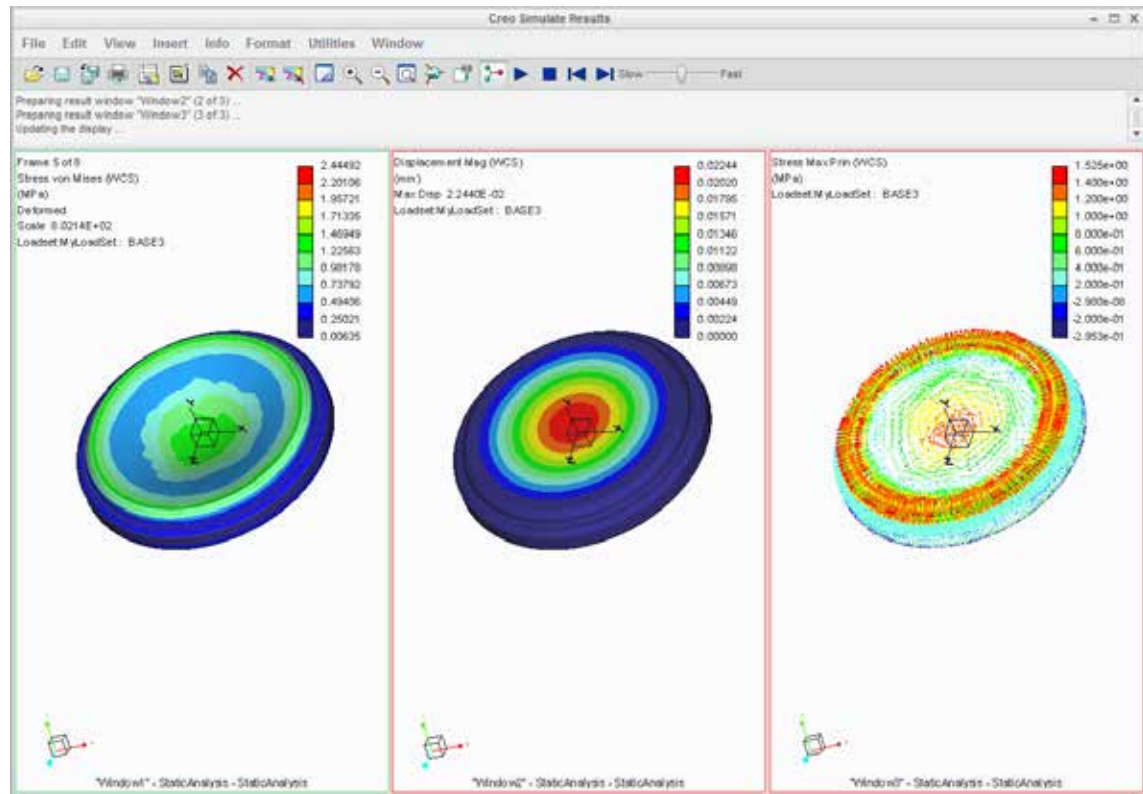 Creo Simulate Results
File Edit View Insert Info Format Utilities Window
Slow Fast
Preparing result window "Window2" (2 of 3) ...
Preparing result window "Window3" (3 of 3) ...
Updating the display ...
Frame 5 of 8
Stress von Mises (WCS)
(MPa)
Deformed
Scale 8.0214E+02
Loadset:MyLoadSet : BASE3
2.44492
2.20106
1.95721
1.71335
1.46949
1.22563
0.98178
0.73792
0.49406
0.25021
0.00635
"Window1" - StaticAnalysis - StaticAnalysis
Displacement Mag (WCS)
(mm)
Max Disp 2.2440E-02
Loadset:MyLoadSet : BASE3
0.02244
0.02020
0.01795
0.01571
0.01346
0.01122
0.00898
0.00673
0.00449
0.00224
0.00000
"Window2" - StaticAnalysis - StaticAnalysis
Stress Max Prin (WCS)
(MPa)
Loadset:MyLoadSet : BASE3
1.525e+00
1.400e+00
1.200e+00
1.000e+00
8.000e-01
6.000e-01
4.000e-01
2.000e-01
-2.980e-08
-2.000e-01
-2.953e-01
"Window3" - StaticAnalysis - StaticAnalysis